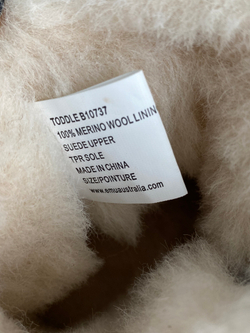 TODDLE B10737
100% MERINO WOOL LININ
SUEDE UPPER
TPR SOLE
MADE IN CHINA
SIZE/POINTURE
www.emuaustralia.com